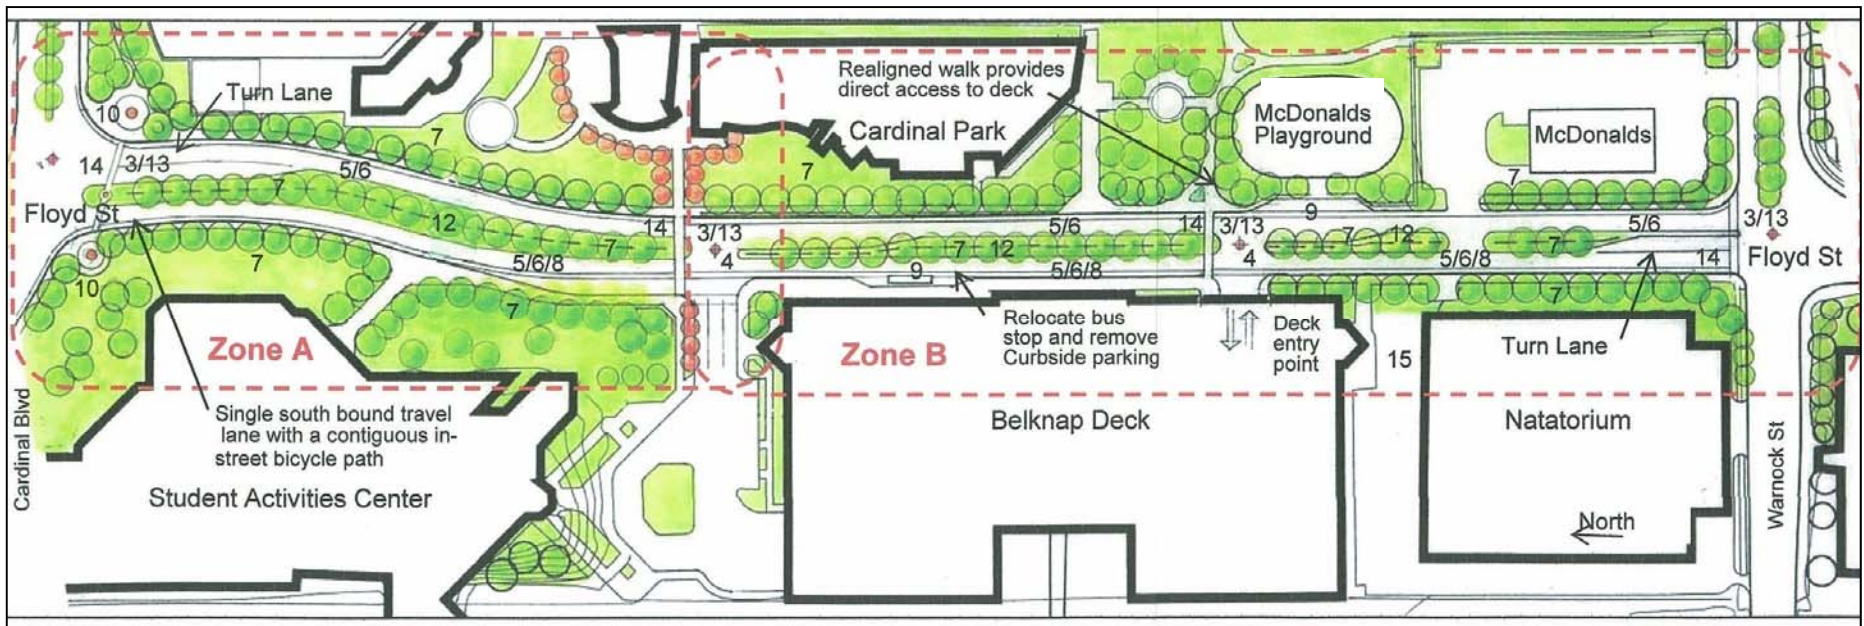 Realigned walk provides
direct access to deck
Turn Lane
10
7
Cardinal Park
McDonalds
Playground
McDonalds
14
3/13
5/6
7
7
7
Floyd St
12
14
7
3/13
4
5/6
14
3/13
4
9
5/6
3/13
7
12
7
12
7
Floyd St
14
10
7
5/6/8
9
5/6/8
5/6/8
7
7
Zone A
Zone B
Relocate bus
stop and remove
Curbside parking
Deck
entry
point
15
Turn Lane
Cardinal Blvd
Single south bound travel
lane with a contiguous in-
street bicycle path
Student Activities Center
Belknap Deck
Natatorium
North
Warnock St